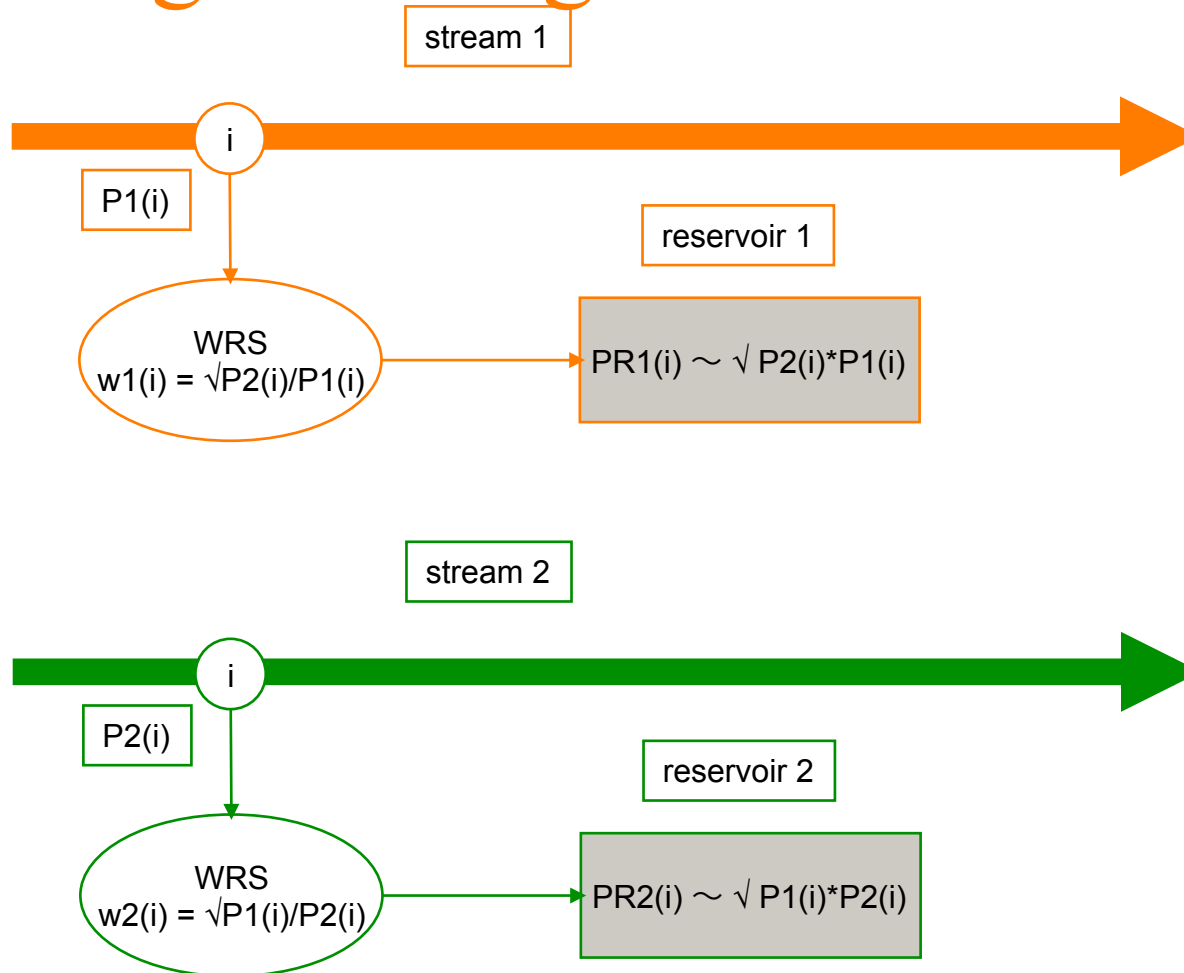 stream 1
i
P1(i)
reservoir 1
WRS
w1(i) = √P2(i)/P1(i)
PR1(i) ～ √ P2(i)*P1(i)
stream 2
i
P2(i)
reservoir 2
WRS
w2(i) = √P1(i)/P2(i)
PR2(i) ～ √ P1(i)*P2(i)